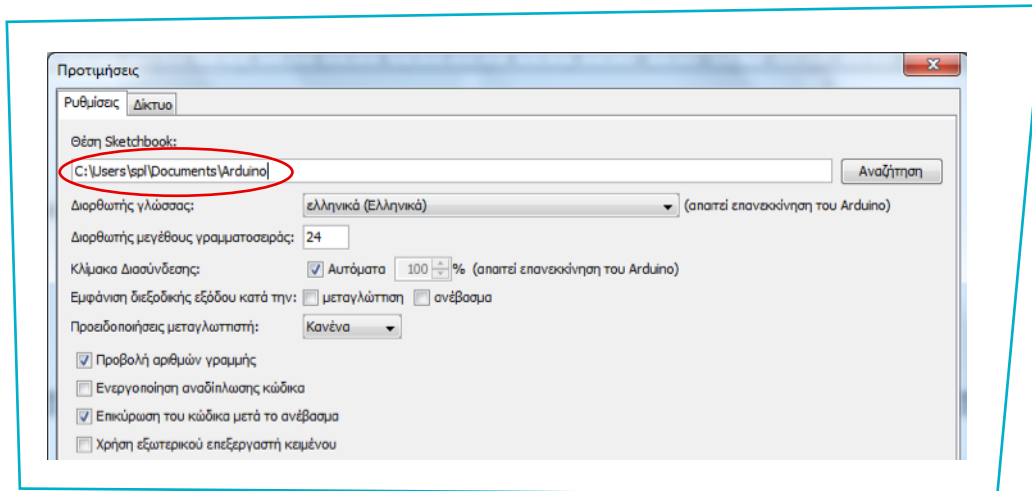 Προτιμήσεις
Ρυθμίσεις Δίκτυο
Θέση Sketchbook:
C:\Users\spl\Documents\Arduino Αναζήτηση
Διορθωτής γλώσσας: ελληνικά (Ελληνικά) (απαιτεί επανεκκίνηση του Arduino)
Διορθωτής μεγέθους γραμματοσειράς: 24
Κλίμακα Διασύνδεσης: Αυτόματα 100 % (απαιτεί επανεκκίνηση του Arduino)
Εμφάνιση διεξοδικής εξόδου κατά την: μεταγλώττιση ανέβασμα
Προειδοποιήσεις μεταγλωττιστή: Κανένα
Προβολή αριθμών γραμμής
Ενεργοποίηση αναδίπλωσης κώδικα
Επικύρωση του κώδικα μετά το ανέβασμα
Χρήση εξωτερικού επεξεργαστή κειμένου